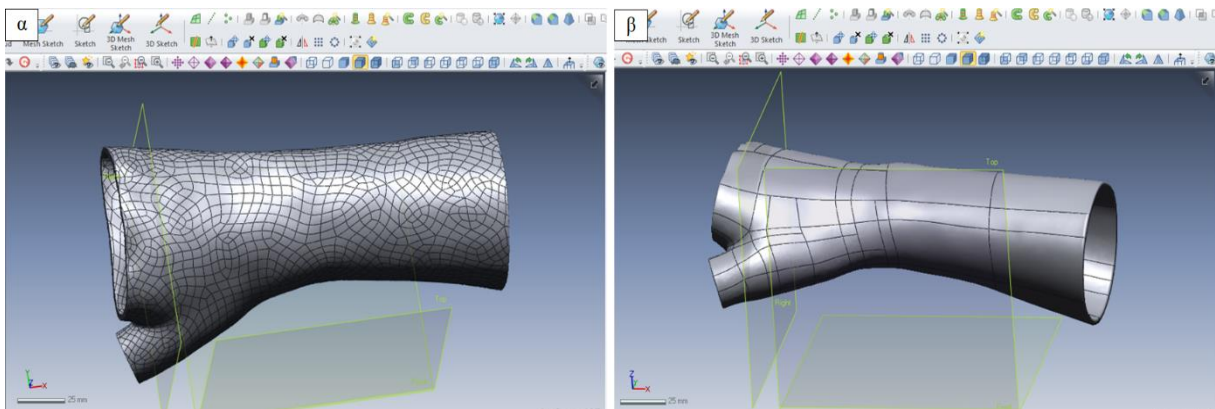 α
Mesh Sketch
Sketch
3D Mesh
Sketch
3D Sketch
Top
Y
Z
X
25 mm
β
Sketch
3D Mesh
Sketch
3D Sketch
Top
Right
Z
Y
X
25 mm